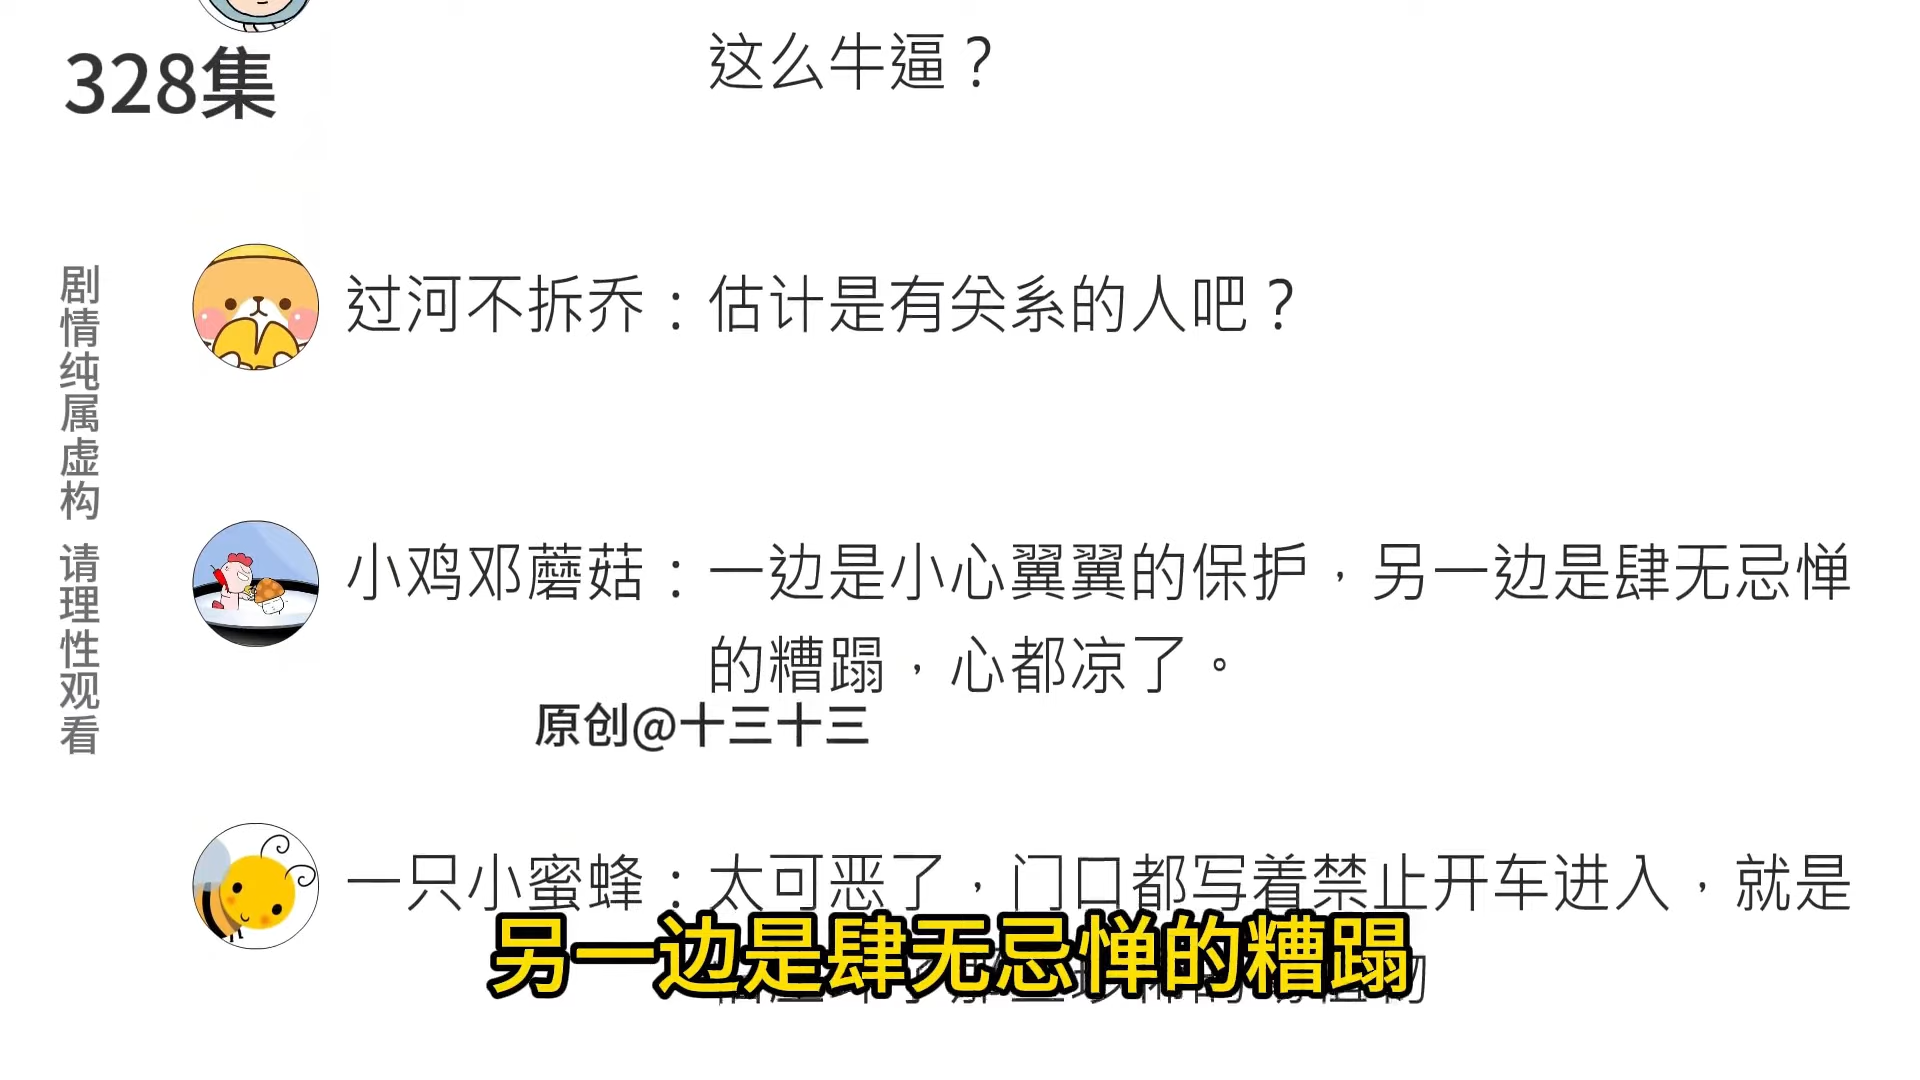 这么牛逼？
328集
过河不拆乔：估计是有关系的人吧？
剧情纯属虚构 请理性观看
小鸡邓蘑菇：一边是小心翼翼的保护，另一边是肆无忌惮
的糟蹋，心都凉了。
原创@十三十三
一只小蜜蜂：太可恶了，门口都写着禁止开车进入，就是
另一边是肆无忌惮的糟蹋